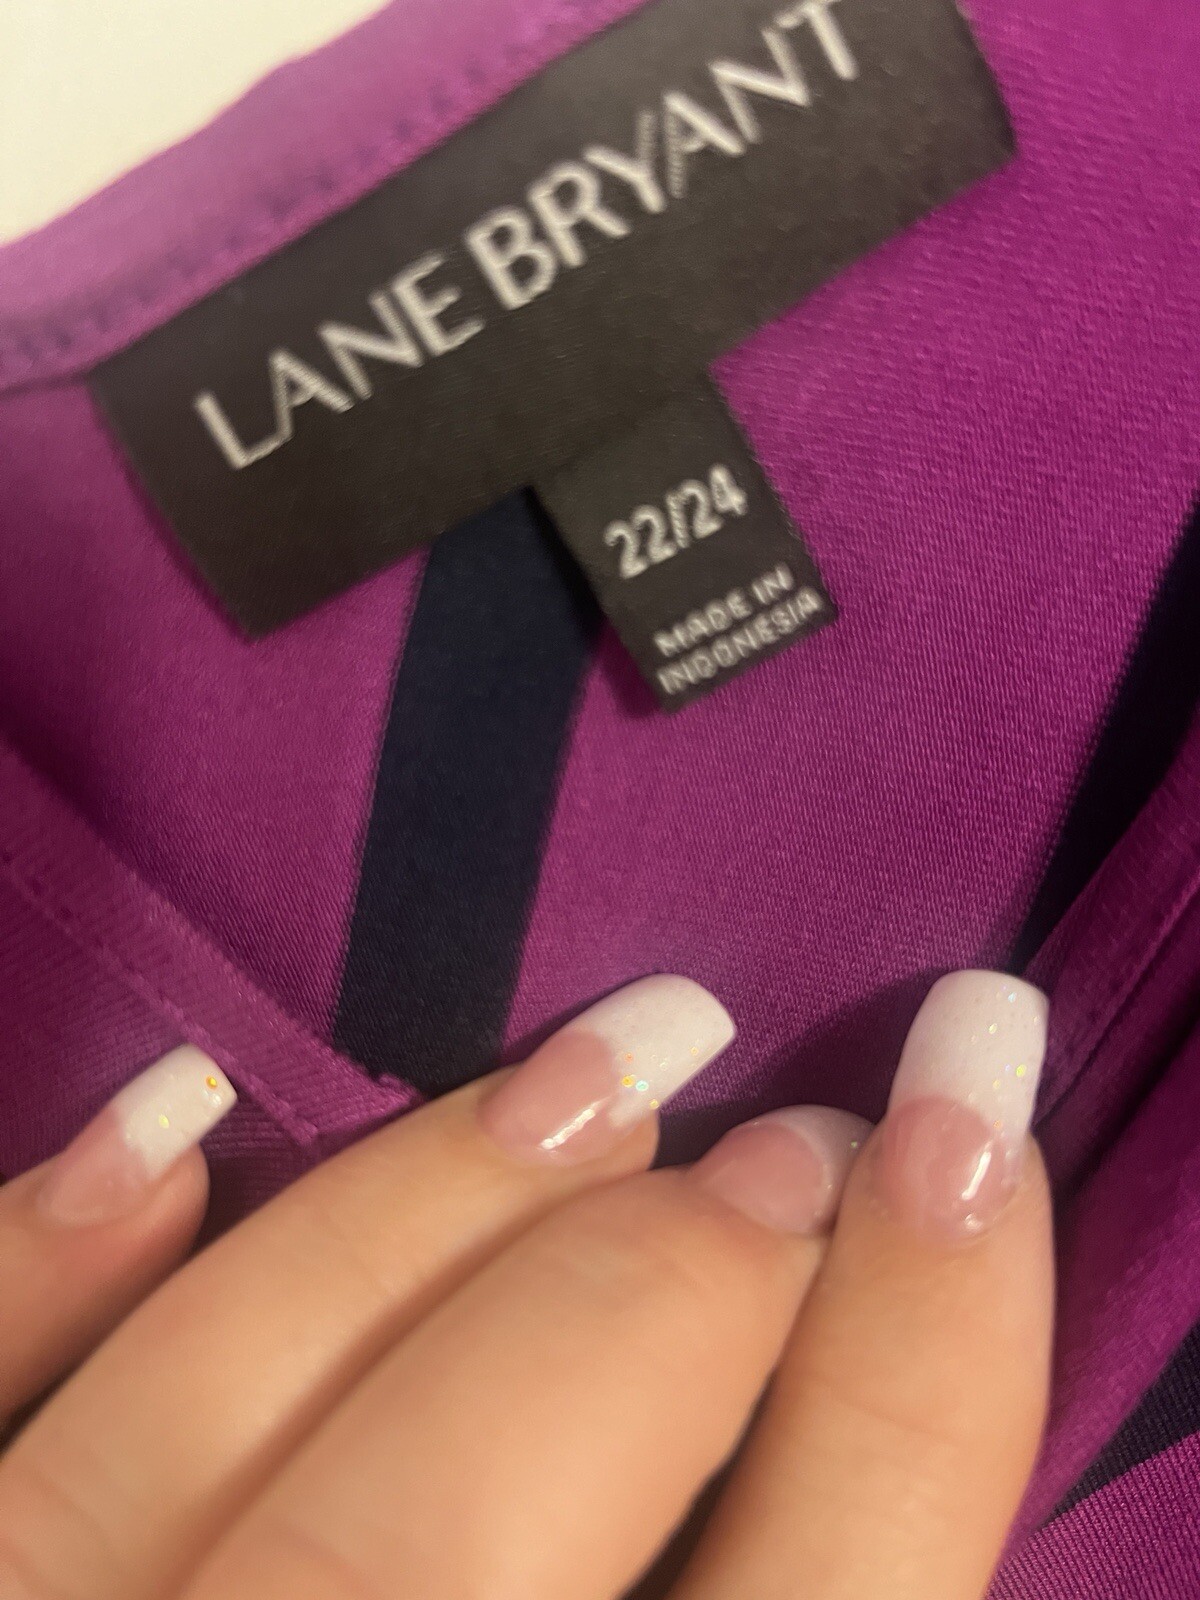 LANE BRYANT
22/24
MADE IN
INDONESIA